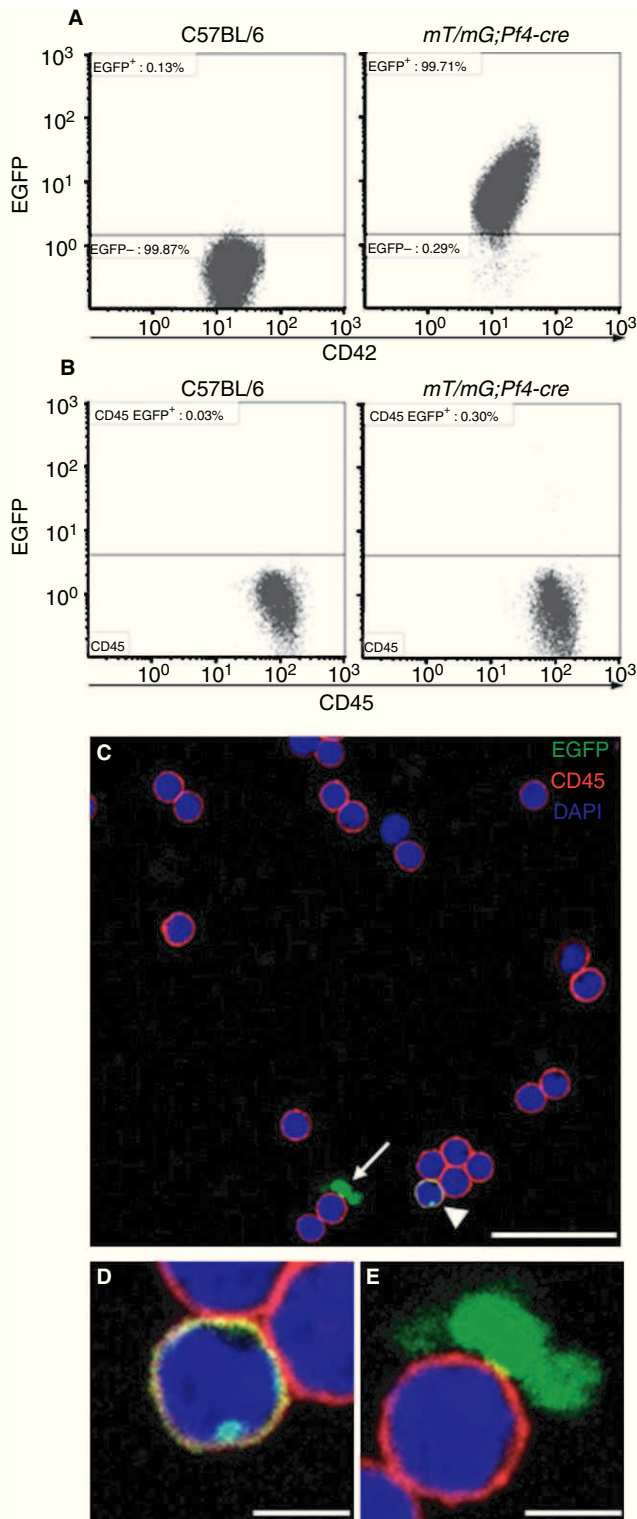 A
C57BL/6 mT/mG;Pf4-cre
10³ EGFP⁺ : 0.13% EGFP⁺ : 99.71%
10²
EGFP
10¹
10⁰ EGFP– : 99.87% EGFP– : 0.29%
10⁰ 10¹ 10² 10³ 10⁰ 10¹ 10² 10³
CD42
B
C57BL/6 mT/mG;Pf4-cre
10³ CD45 EGFP⁺ : 0.03% CD45 EGFP⁺ : 0.30%
10²
EGFP
10¹
10⁰
CD45 CD45
10⁰ 10¹ 10² 10³ 10⁰ 10¹ 10² 10³
CD45
C EGFP
CD45
DAPI
D E